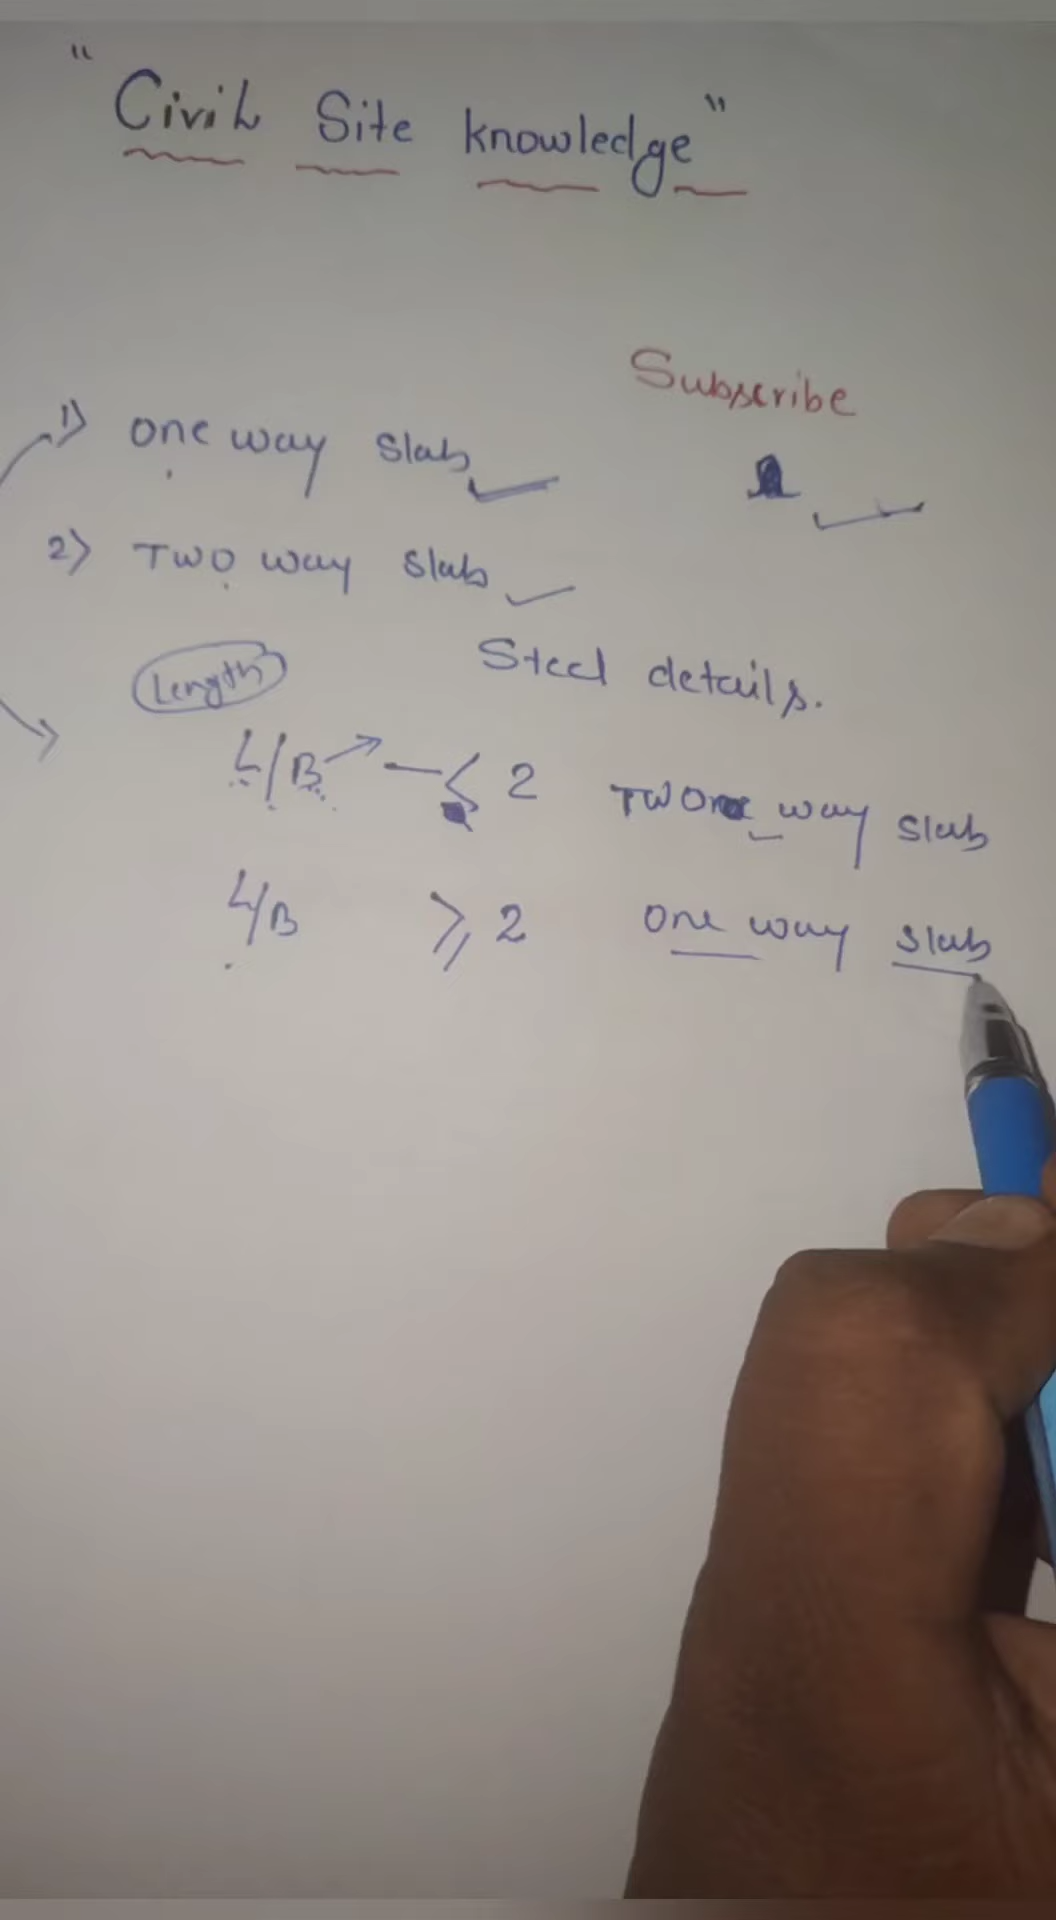 "Civil Site knowledge"
Subscribe
1) one way slab
2) Two way slab
Steel details.
Length
L/B < 2 Two way slab
L/B ≥ 2 one way slab